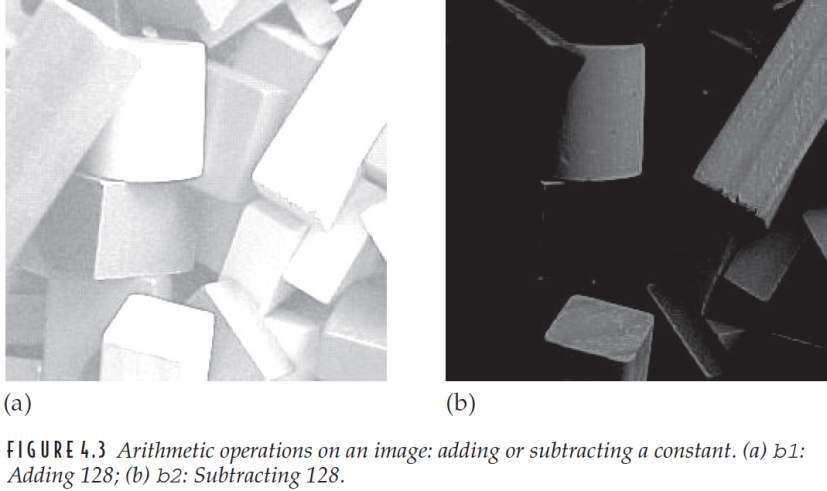 (a)
(b)
FIGURE 4.3 Arithmetic operations on an image: adding or subtracting a constant. (a) b1:
Adding 128; (b) b2: Subtracting 128.